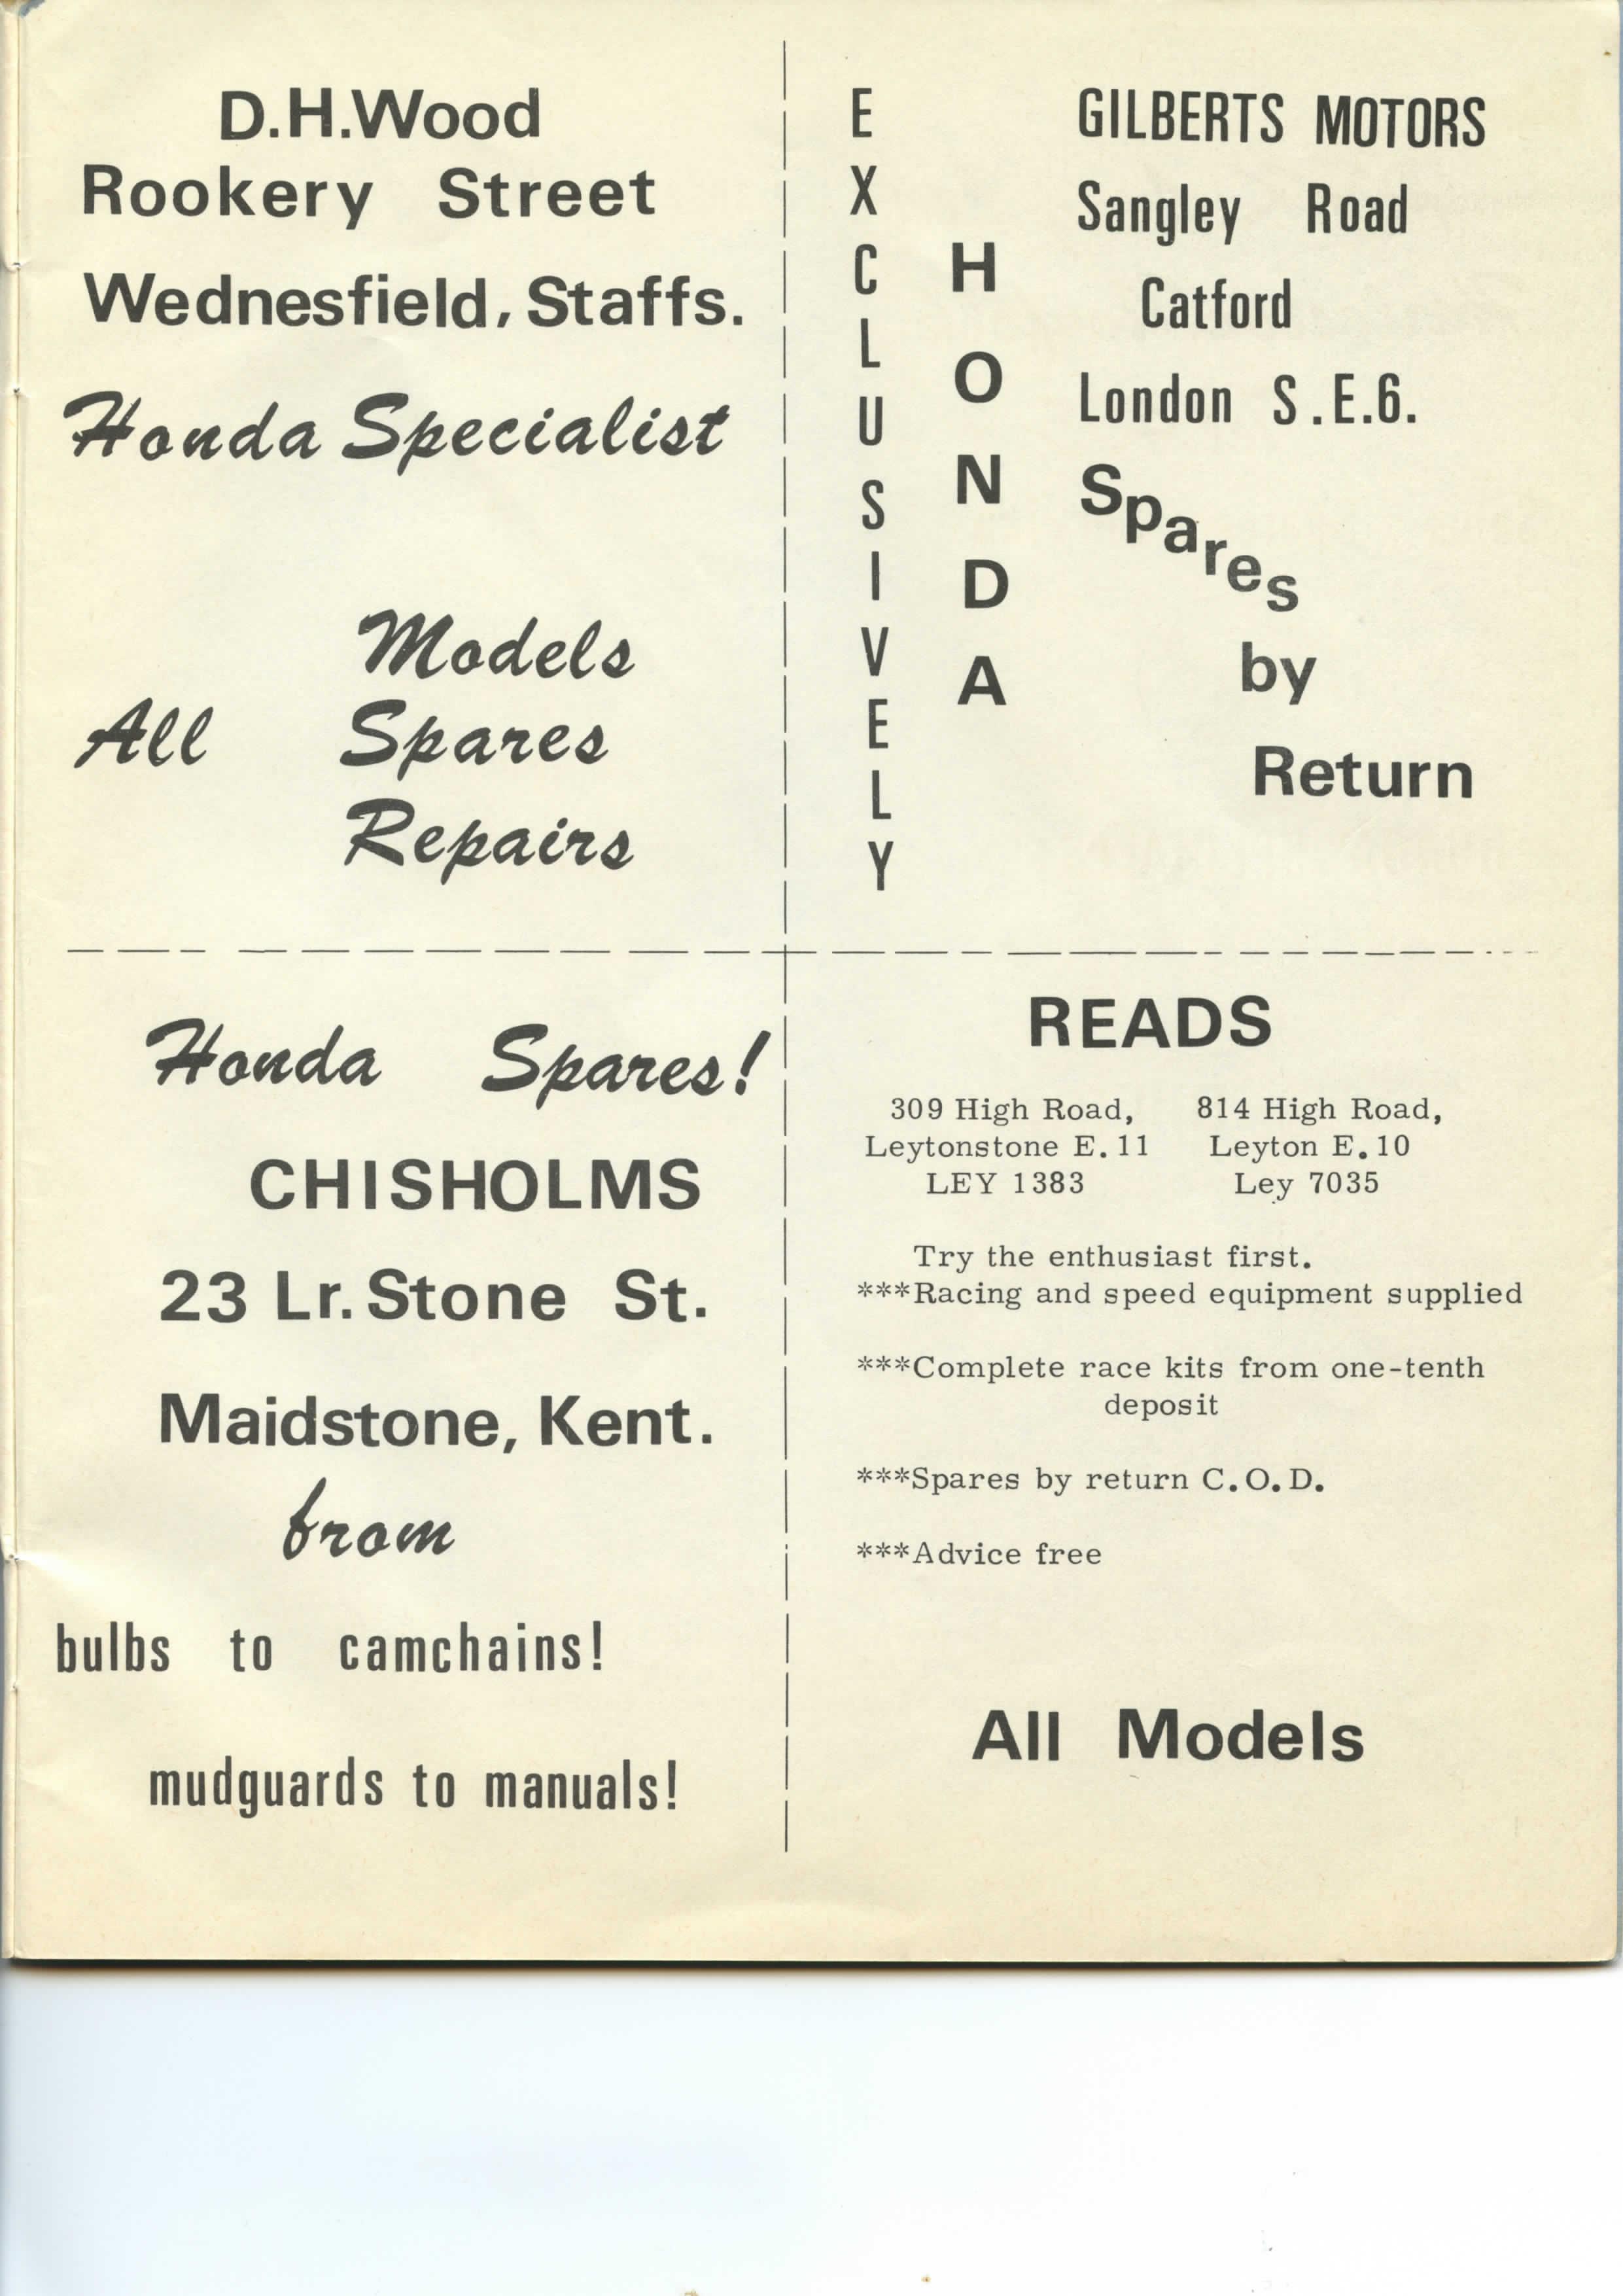 D.H.Wood
Rookery Street
Wednesfield, Staffs.
Honda Specialist
Models
All Spares
Repairs
EXCLUSIVELY
HONDA
GILBERTS MOTORS
Sangley Road
Catford
London S.E.6.
Spares
by
Return
Honda Spares!
CHISHOLMS
23 Lr. Stone St.
Maidstone, Kent.
from
bulbs to camchains!
mudguards to manuals!
READS
309 High Road, 814 High Road,
Leytonstone E.11 Leyton E.10
LEY 1383 Ley 7035
Try the enthusiast first.
***Racing and speed equipment supplied
***Complete race kits from one-tenth
deposit
***Spares by return C.O.D.
***Advice free
All Models